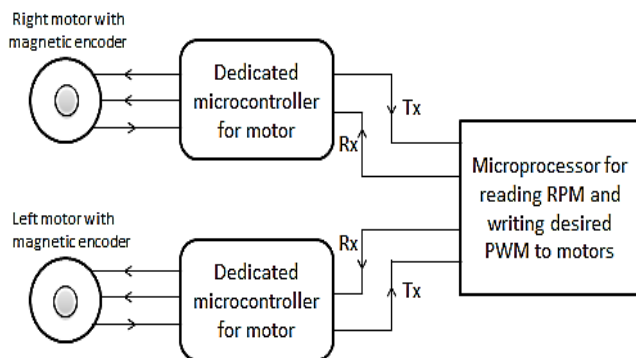 Right motor with
magnetic encoder
Dedicated
microcontroller
for motor
Tx
Rx
Microprocessor for
reading RPM and
writing desired
PWM to motors
Left motor with
magnetic encoder
Dedicated
microcontroller
for motor
Rx
Tx